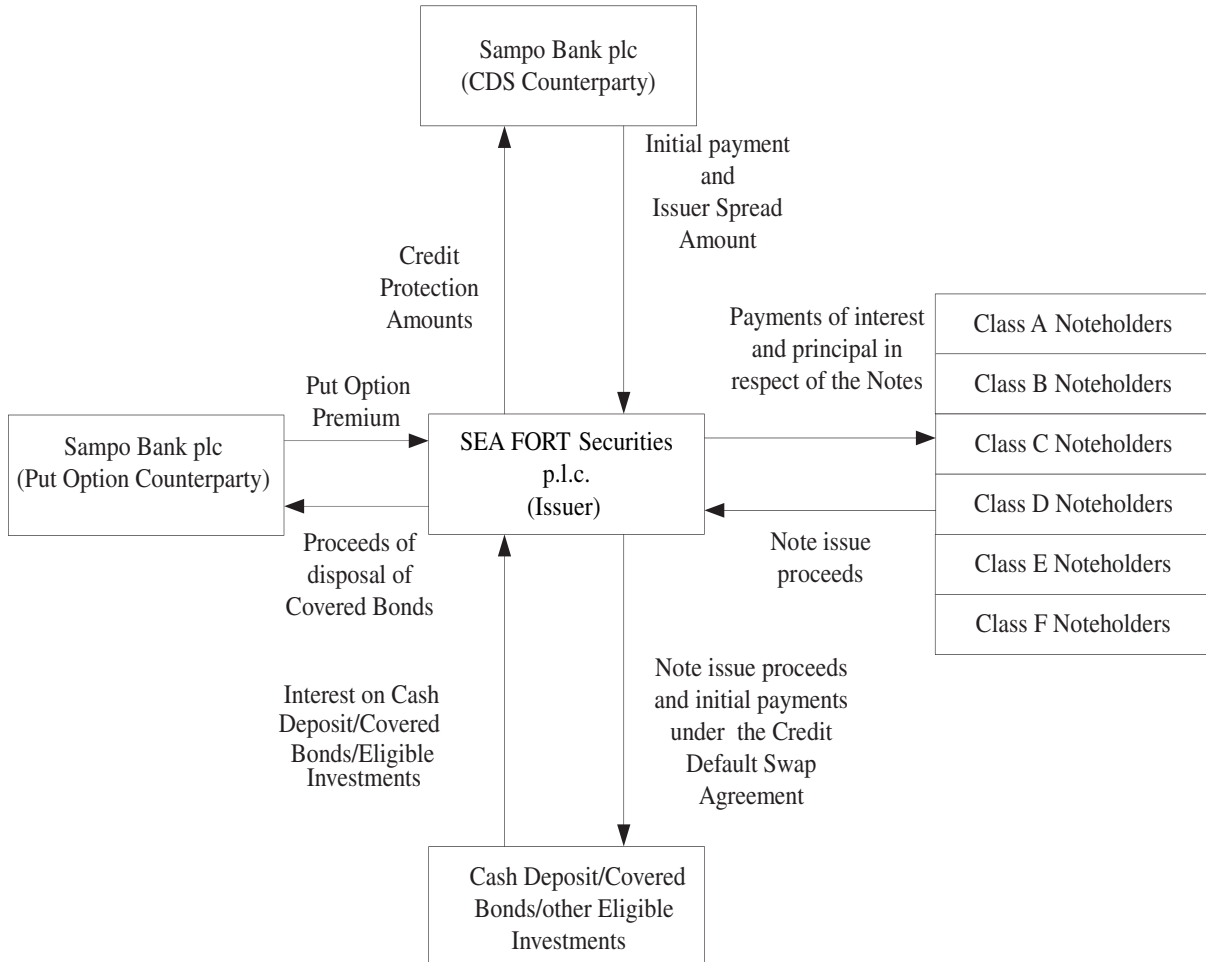 Sampo Bank plc
(CDS Counterparty)
Initial payment
and
Issuer Spread
Amount
Credit
Protection
Amounts
Payments of interest
and principal in
respect of the Notes
Class A Noteholders
Class B Noteholders
Class C Noteholders
Class D Noteholders
Class E Noteholders
Class F Noteholders
Put Option
Premium
Sampo Bank plc
(Put Option Counterparty)
SEA FORT Securities
p.l.c.
(Issuer)
Proceeds of
disposal of
Covered Bonds
Note issue
proceeds
Interest on Cash
Deposit/Covered
Bonds/Eligible
Investments
Note issue proceeds
and initial payments
under the Credit
Default Swap
Agreement
Cash Deposit/Covered
Bonds/other Eligible
Investments